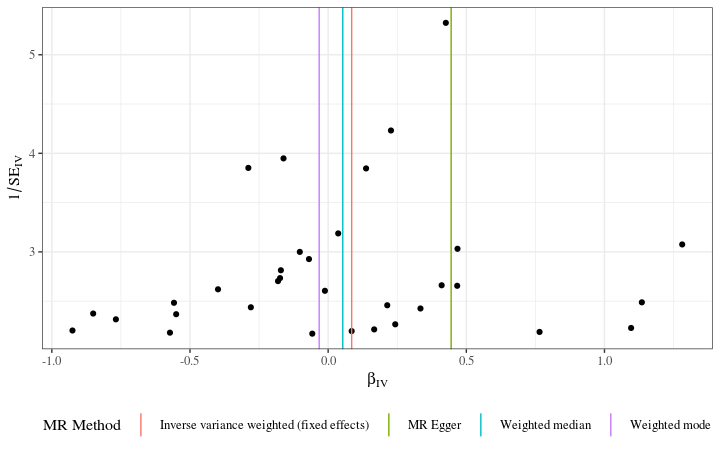 5
4
3
1/SE_IV
-1.0 -0.5 0.0 0.5 1.0
β_IV
MR Method Inverse variance weighted (fixed effects) MR Egger Weighted median Weighted mode